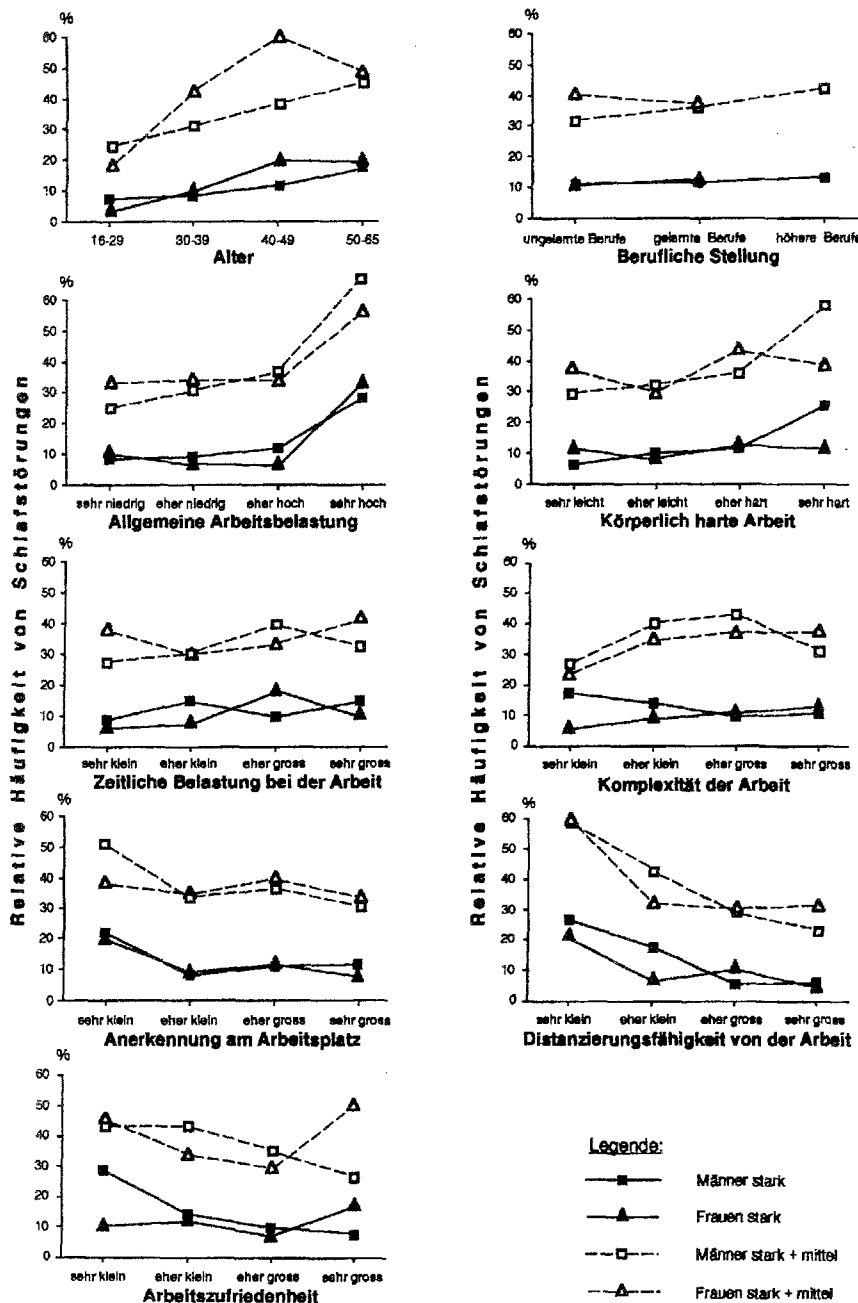 %
60
50
40
30
20
10
0
16-29 30-39 40-49 50-65
Alter
%
60
50
40
30
20
10
0
ungelernte Berufe gelernte Berufe höhere Berufe
Berufliche Stellung
%
60
50
40
30
20
10
0
sehr niedrig eher niedrig eher hoch sehr hoch
Allgemeine Arbeitsbelastung
%
60
50
40
30
20
10
0
sehr leicht eher leicht eher hart sehr hart
Körperlich harte Arbeit
%
60
50
40
30
20
10
0
sehr klein eher klein eher gross sehr gross
Zeitliche Belastung bei der Arbeit
%
60
50
40
30
20
10
0
sehr klein eher klein eher gross sehr gross
Komplexität der Arbeit
%
60
50
40
30
20
10
0
sehr klein eher klein eher gross sehr gross
Anerkennung am Arbeitsplatz
%
60
50
40
30
20
10
0
sehr klein eher klein eher gross sehr gross
Distanzierungsfähigkeit von der Arbeit
%
60
50
40
30
20
10
0
sehr klein eher klein eher gross sehr gross
Arbeitszufriedenheit
Relative Häufigkeit von Schlafstörungen
Relative Häufigkeit von Schlafstörungen
Legende:
Männer stark
Frauen stark
Männer stark + mittel
Frauen stark + mittel